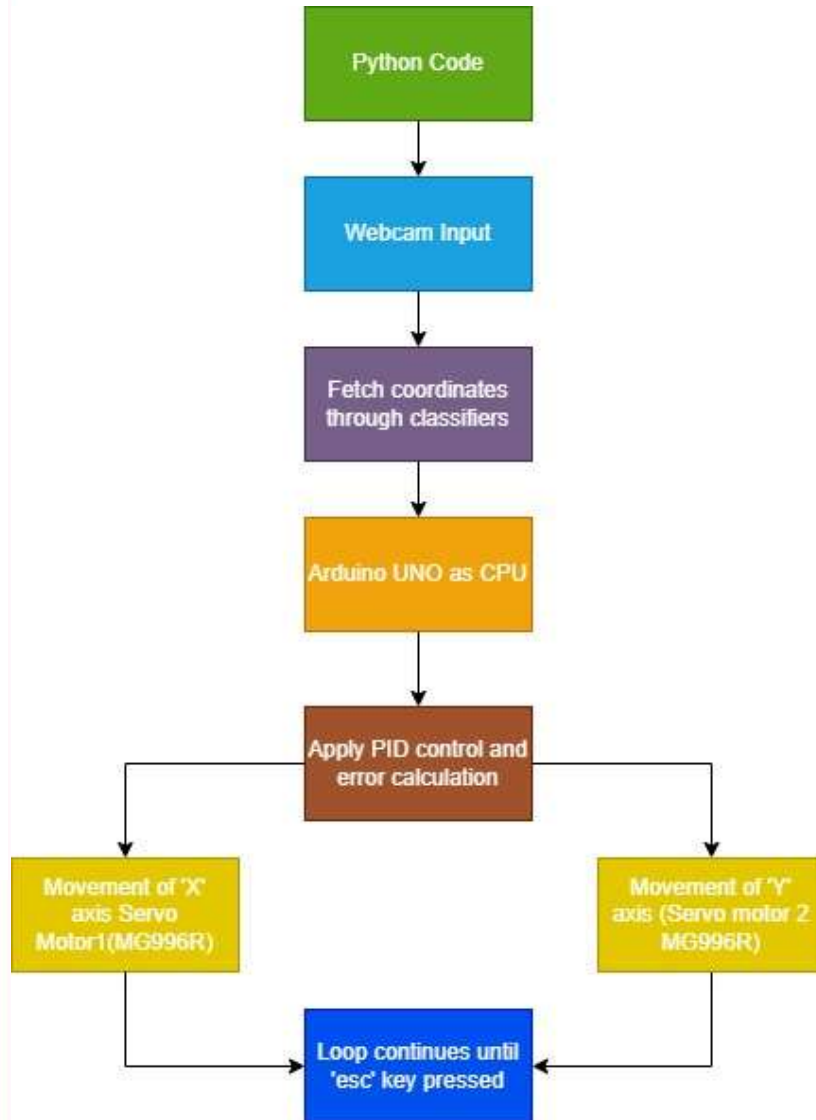 Python Code
Webcam Input
Fetch coordinates
through classifiers
Arduino UNO as CPU
Apply PID control and
error calculation
Movement of 'X'
axis Servo
Motor1(MG996R)
Movement of 'Y'
axis (Servo motor 2
MG996R)
Loop continues until
'esc' key pressed